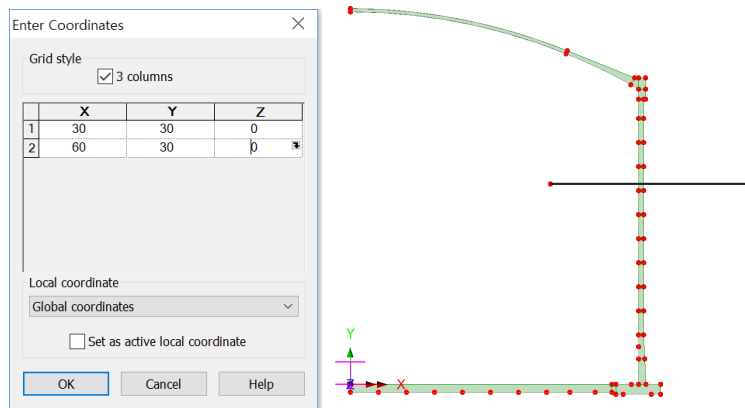 Enter Coordinates
Grid style
3 columns
X Y Z
1 30 30 0
2 60 30 0
Local coordinate
Global coordinates
Set as active local coordinate
OK Cancel Help
Y
Z X